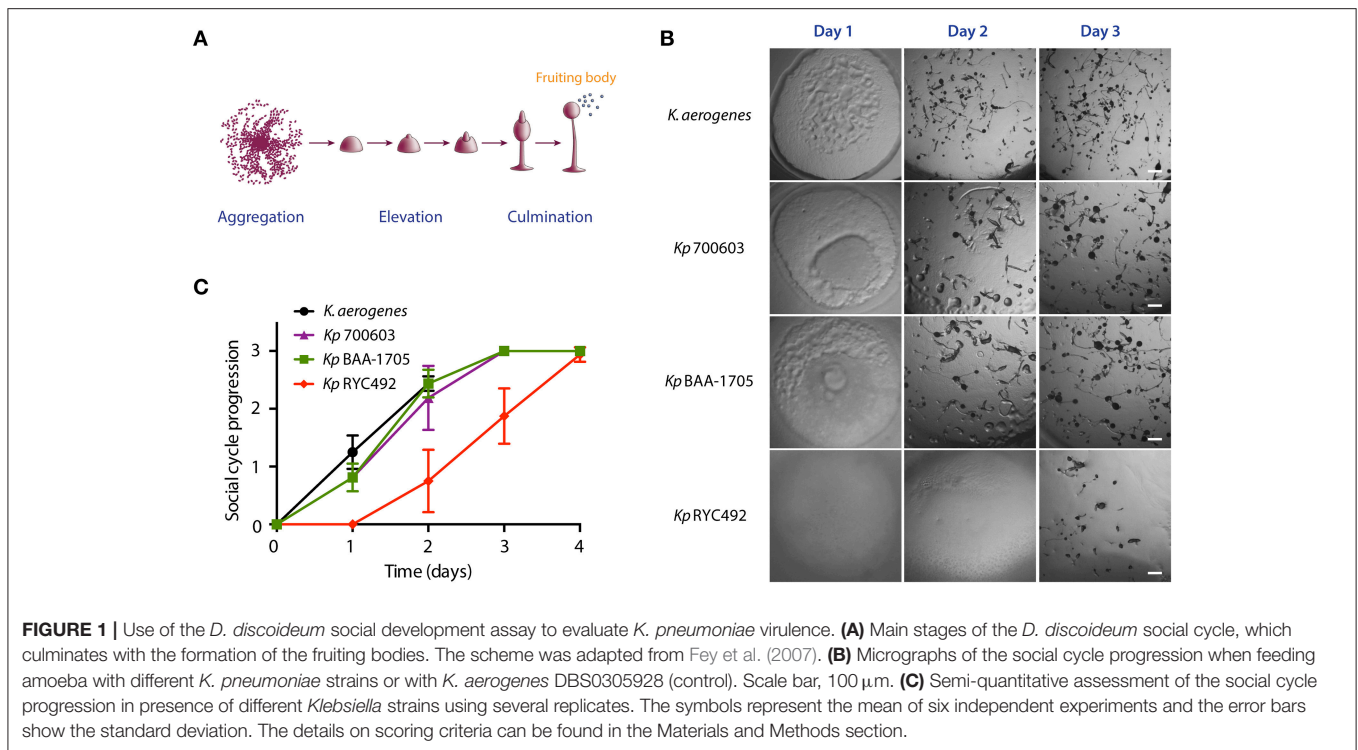 A
Fruiting body
Aggregation
Elevation
Culmination
B
Day 1
Day 2
Day 3
K. aerogenes
Kp 700603
Kp BAA-1705
Kp RYC492
C
K. aerogenes
Kp 700603
Kp BAA-1705
Kp RYC492
Social cycle progression
3
2
1
0
0
1
2
3
4
Time (days)
FIGURE 1 | Use of the D. discoideum social development assay to evaluate K. pneumoniae virulence. (A) Main stages of the D. discoideum social cycle, which
culminates with the formation of the fruiting bodies. The scheme was adapted from Fey et al. (2007). (B) Micrographs of the social cycle progression when feeding
amoeba with different K. pneumoniae strains or with K. aerogenes DBS0305928 (control). Scale bar, 100 μm. (C) Semi-quantitative assessment of the social cycle
progression in presence of different Klebsiella strains using several replicates. The symbols represent the mean of six independent experiments and the error bars
show the standard deviation. The details on scoring criteria can be found in the Materials and Methods section.